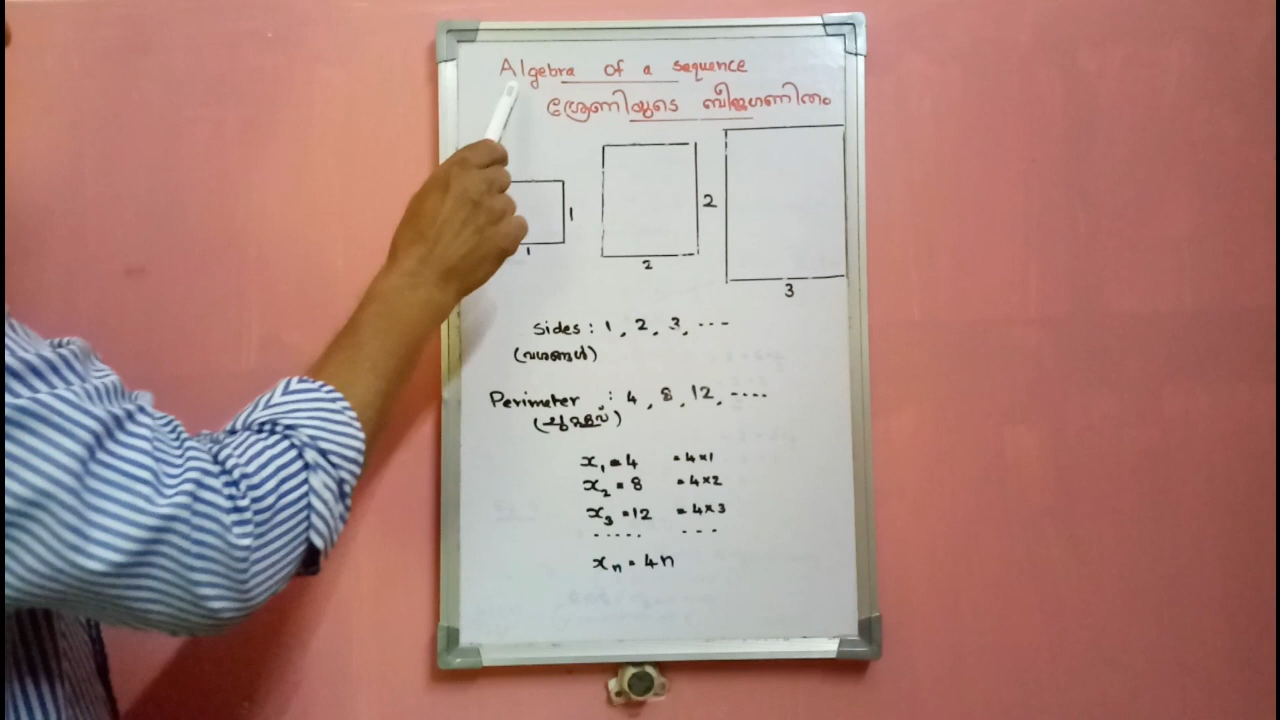 Algebra of a sequence
ശ്രേണിയുടെ ബീജഗണിതം
1 2
1 2 3
Sides : 1, 2, 3, ...
(വശങ്ങൾ)
Perimeter : 4, 8, 12, ....
(ചുറ്റളവ്)
x₁ = 4 = 4×1
x₂ = 8 = 4×2
x₃ = 12 = 4×3
..... ...
xₙ = 4n